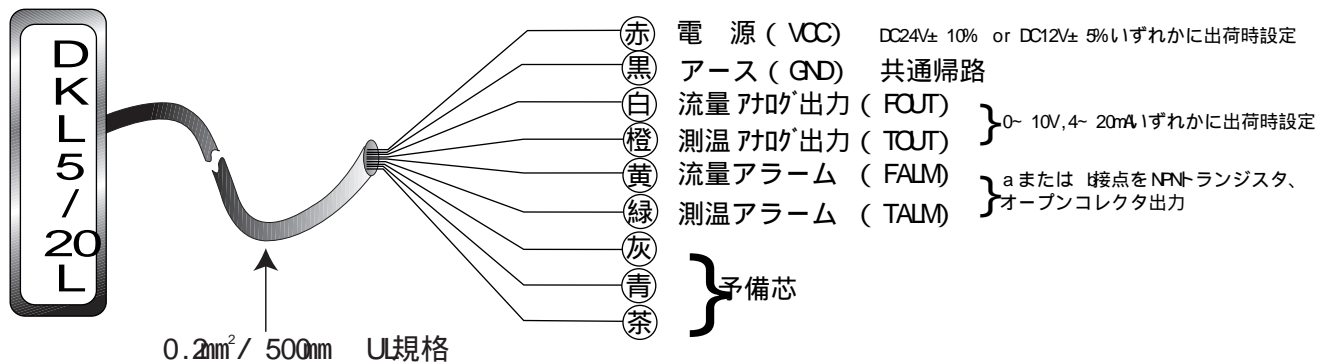 DKL5/20L
赤 電 源 ( VCC) DC24V± 10% or DC12V± 5%いずれかに出荷時設定
黒 アース ( GND) 共通帰路
白 流量 ｱﾅﾛｸﾞ出力 ( FOUT)
橙 測温 ｱﾅﾛｸﾞ出力 ( TOUT)
0~ 10V,4~ 20mAいずれかに出荷時設定
黄 流量アラーム ( FALM)
緑 測温アラーム ( TALM)
a または b接点をNPNトランジスタ、
オープンコレクタ出力
灰
青
茶
予備芯
0.2mm²/ 500mm UL規格